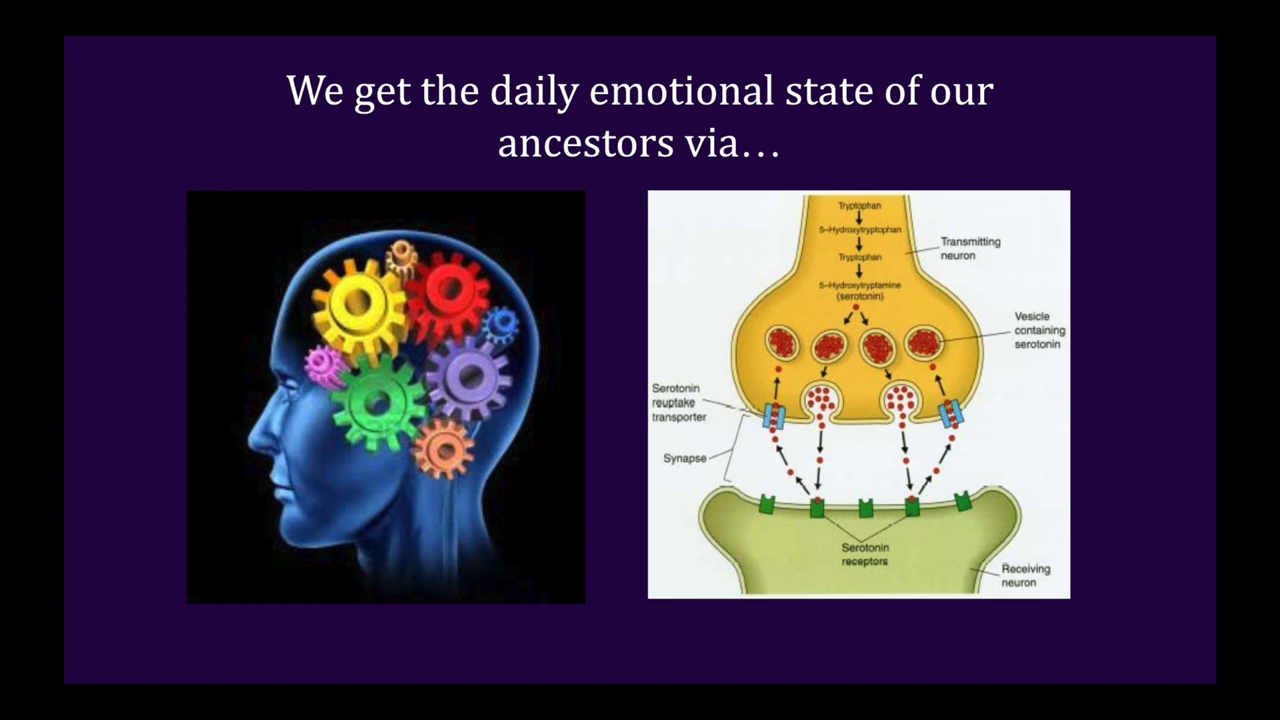 We get the daily emotional state of our
ancestors via…
Tryptophan
5-Hydroxytryptophan
Tryptophan
5-Hydroxytryptamine
(serotonin)
Transmitting
neuron
Vesicle
containing
serotonin
Serotonin
reuptake
transporter
Synapse
Serotonin
receptors
Receiving
neuron